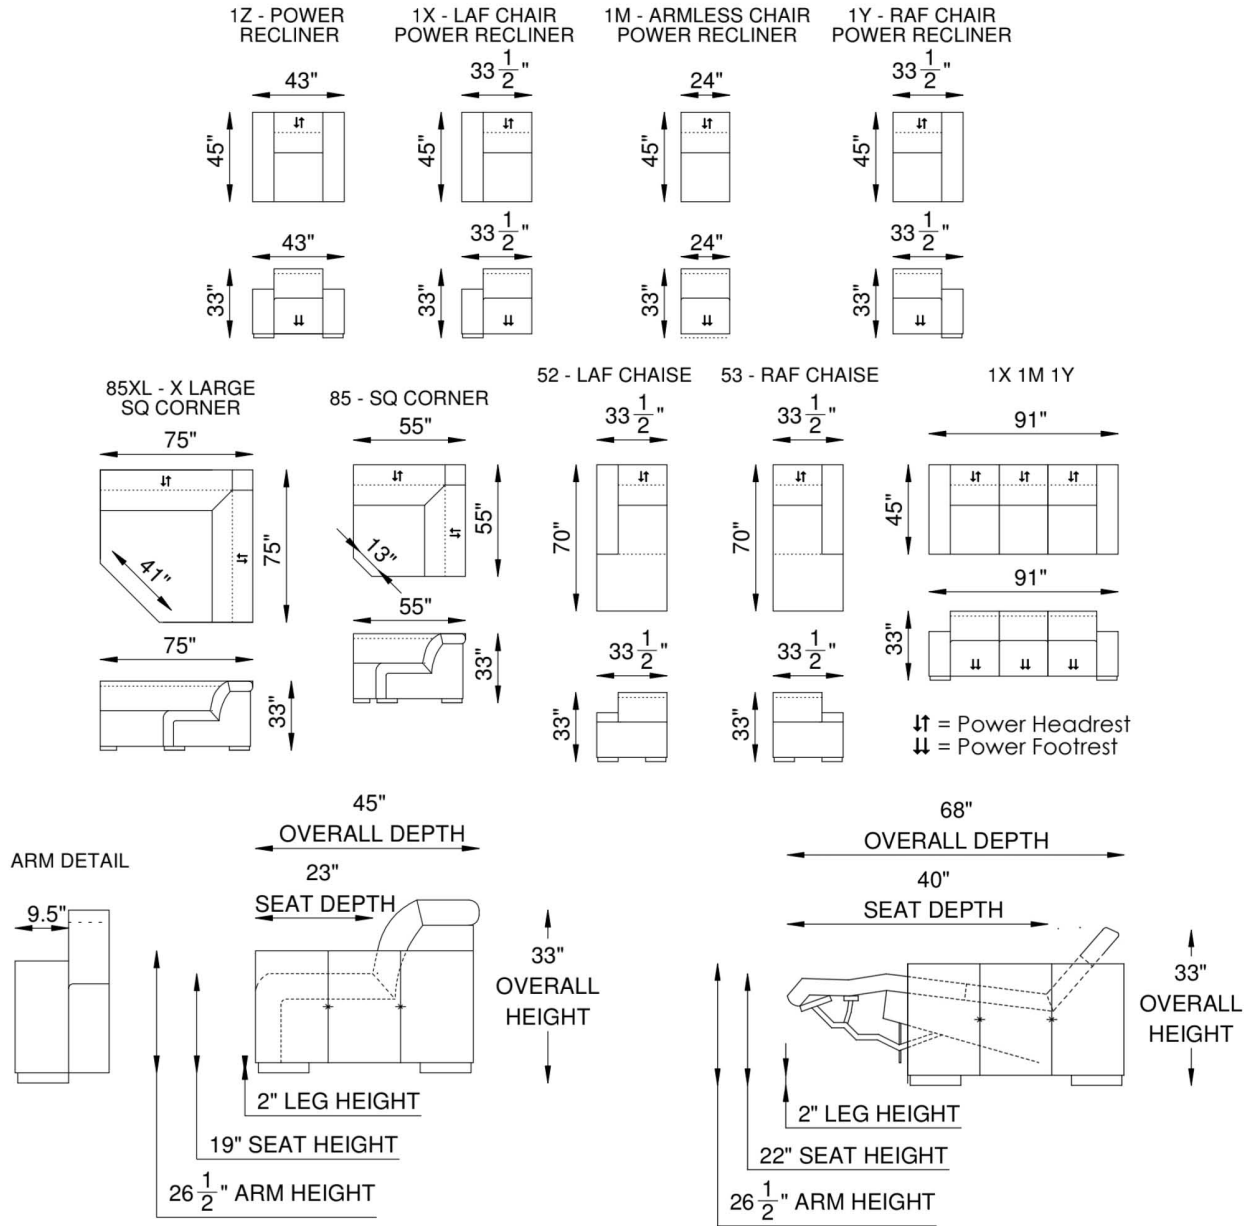 1Z - POWER
RECLINER
1X - LAF CHAIR
POWER RECLINER
1M - ARMLESS CHAIR
POWER RECLINER
1Y - RAF CHAIR
POWER RECLINER
43"
33 1/2"
24"
33 1/2"
45"
45"
45"
45"
43"
33 1/2"
24"
33 1/2"
33"
33"
33"
33"
85XL - X LARGE
SQ CORNER
85 - SQ CORNER
52 - LAF CHAISE
53 - RAF CHAISE
1X 1M 1Y
75"
55"
33 1/2"
33 1/2"
91"
75"
41"
55"
13"
70"
70"
45"
75"
55"
33 1/2"
33 1/2"
91"
33"
33"
33"
33"
33"
⇵ = Power Headrest
⇊ = Power Footrest
ARM DETAIL
9.5"
45"
OVERALL DEPTH
23"
SEAT DEPTH
33"
OVERALL
HEIGHT
2" LEG HEIGHT
19" SEAT HEIGHT
26 1/2" ARM HEIGHT
68"
OVERALL DEPTH
40"
SEAT DEPTH
33"
OVERALL
HEIGHT
2" LEG HEIGHT
22" SEAT HEIGHT
26 1/2" ARM HEIGHT